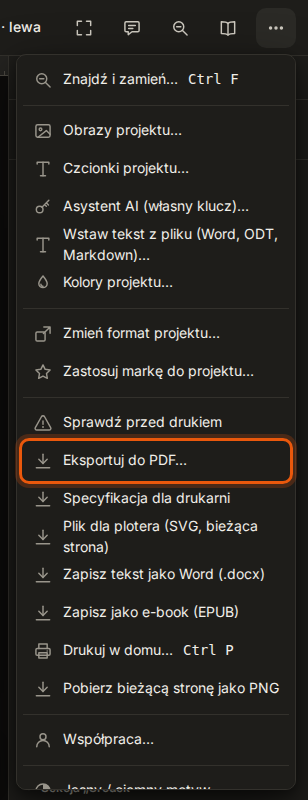 · lewa
Znajdź i zamień... Ctrl F
Obrazy projektu...
Czcionki projektu...
Asystent AI (własny klucz)...
Wstaw tekst z pliku (Word, ODT,
Markdown)...
Kolory projektu...
Zmień format projektu...
Zastosuj markę do projektu...
Sprawdź przed drukiem
Eksportuj do PDF...
Specyfikacja dla drukarni
Plik dla plotera (SVG, bieżąca
strona)
Zapisz tekst jako Word (.docx)
Zapisz jako e-book (EPUB)
Drukuj w domu... Ctrl P
Pobierz bieżącą stronę jako PNG
Współpraca...
Jasny / ciemny motyw